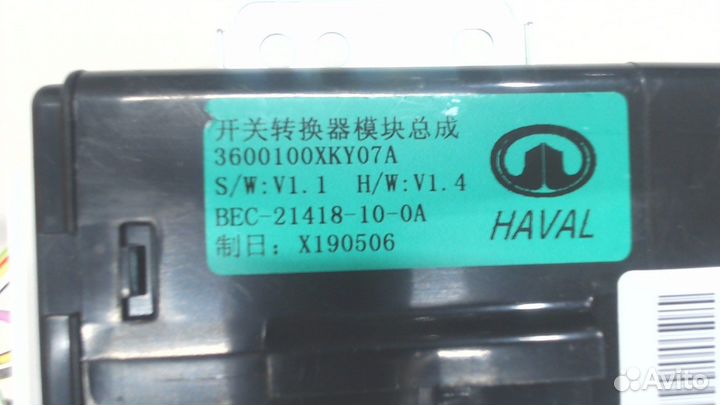 开关转换器模块总成
3600100XKY07A
S/W:V1.1 H/W:V1.4
BEC-21418-10-0A
制日: X190506
HAVAL
Avito